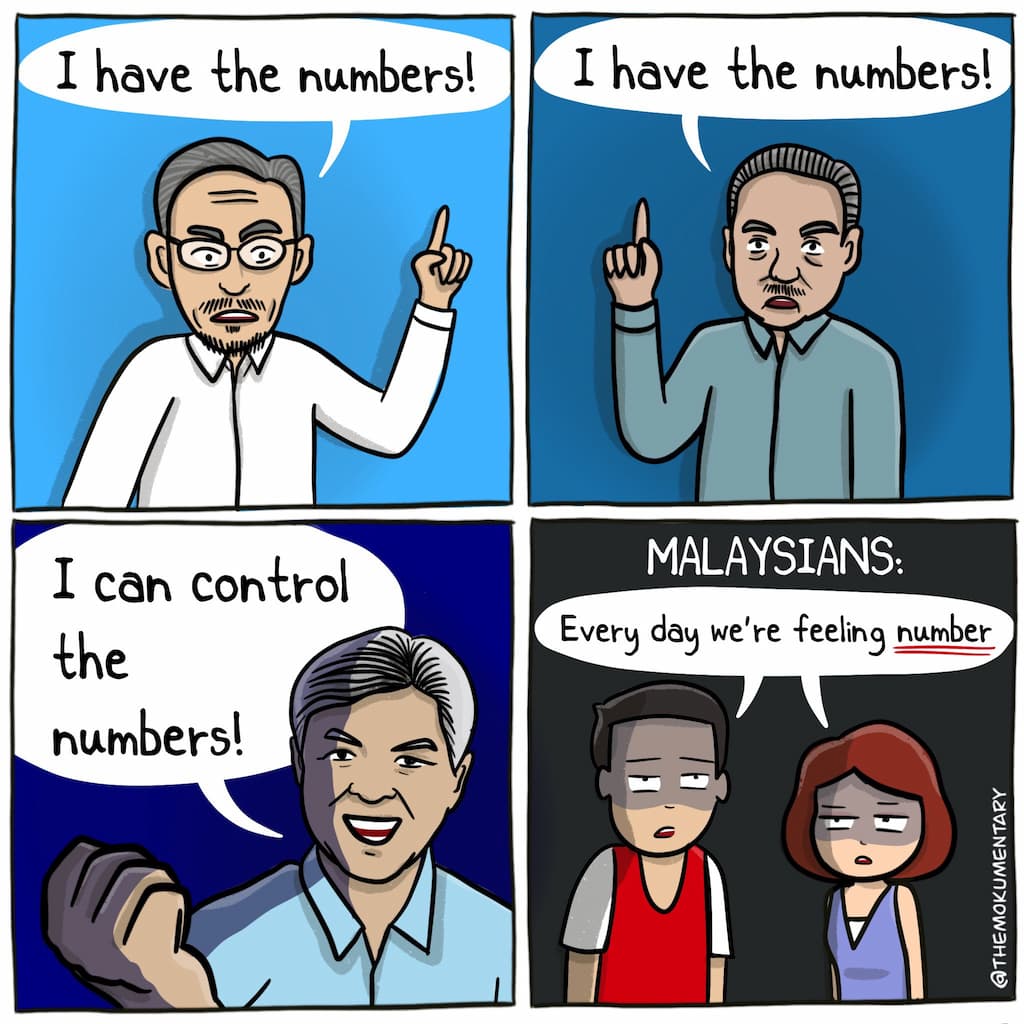 I have the numbers!
I have the numbers!
I can control
the
numbers!
MALAYSIANS:
Every day we're feeling number
@THEMOKUMENTARY